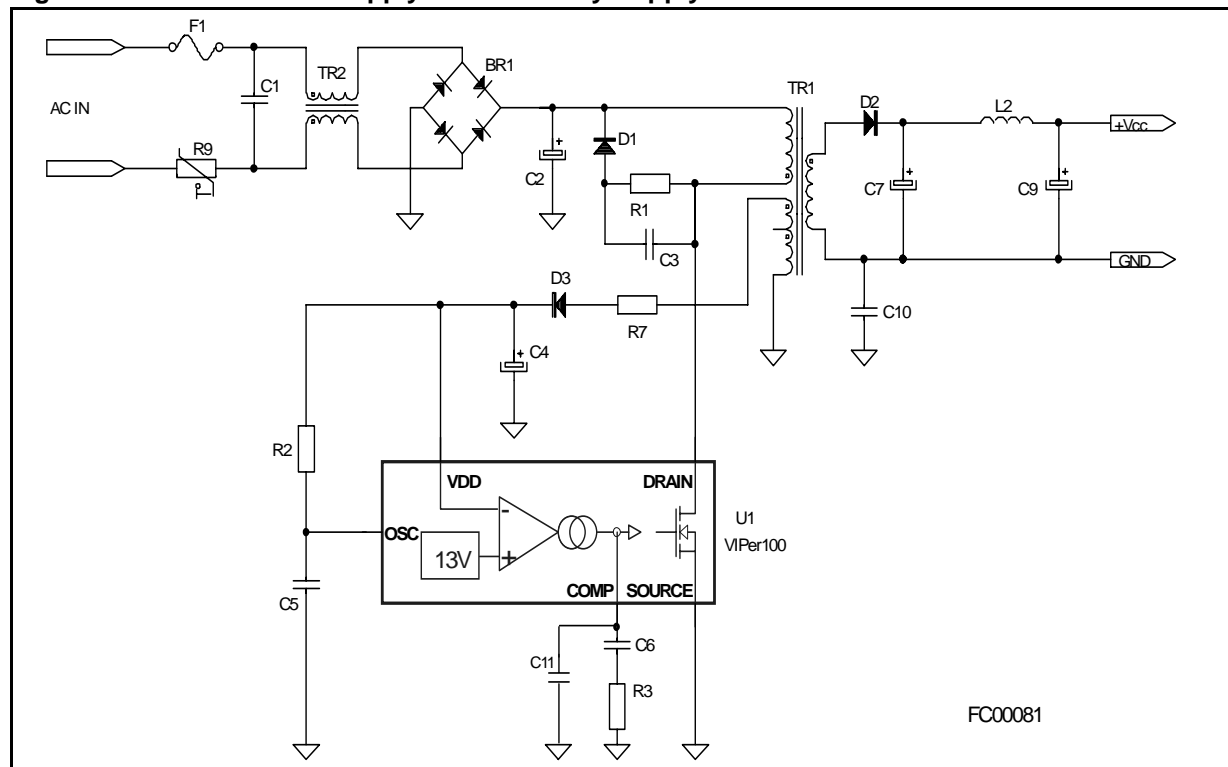 F1
AC IN
C1
TR2
BR1
R9
T°
C2
D1
R1
C3
TR1
D2
L2
+Vcc
+
C7
+
C9
+
GND
C10
D3
R7
C4
+
R2
VDD
DRAIN
OSC
-
13V
+
COMP SOURCE
U1
VIPer100
C5
C11
C6
R3
FC00081